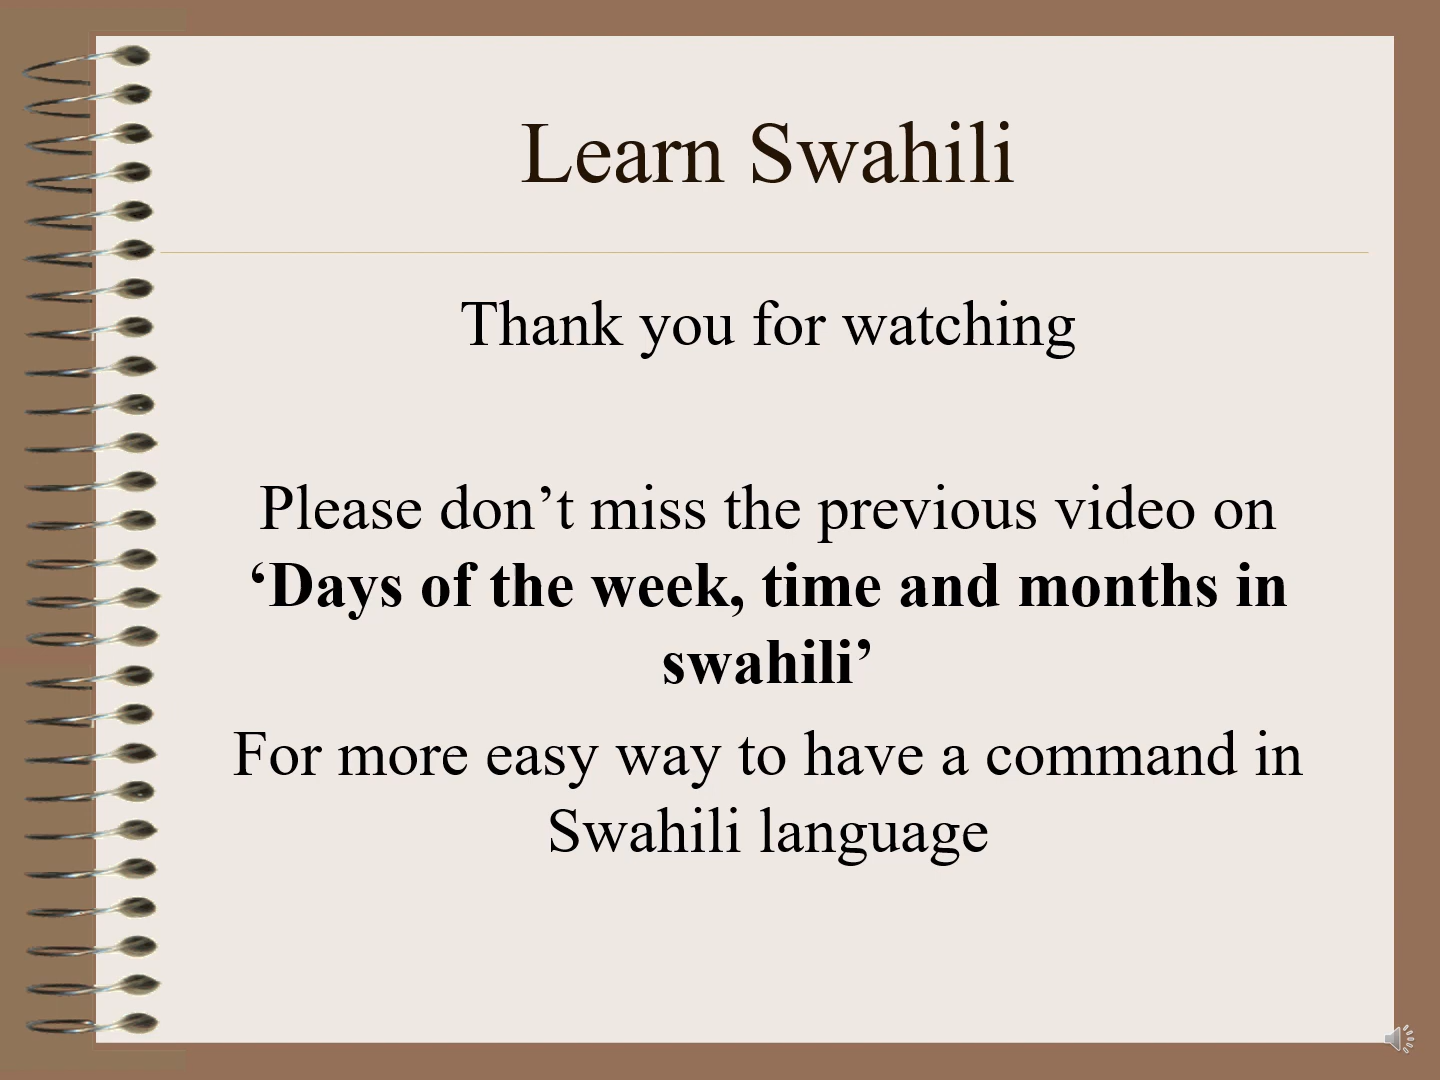 Learn Swahili
Thank you for watching
Please don’t miss the previous video on
‘Days of the week, time and months in
swahili’
For more easy way to have a command in
Swahili language